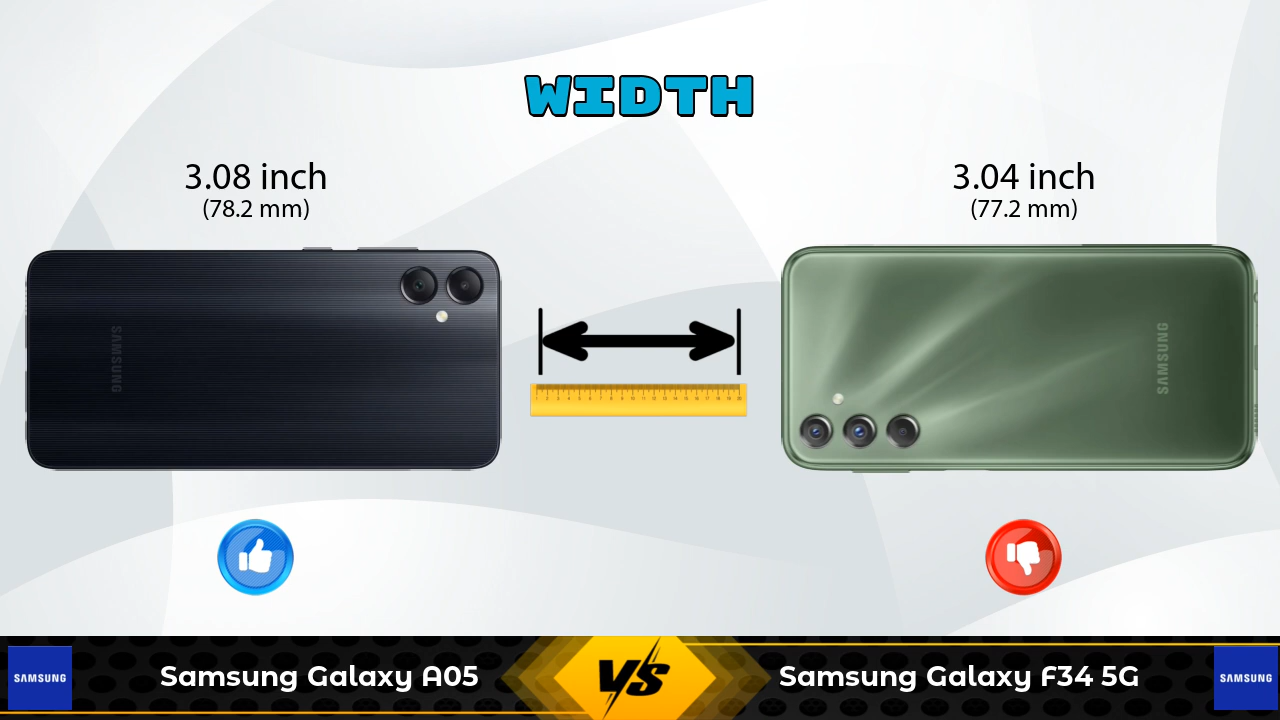 WIDTH
3.08 inch
(78.2 mm)
3.04 inch
(77.2 mm)
SAMSUNG
SAMSUNG
SAMSUNG
Samsung Galaxy A05
VS
Samsung Galaxy F34 5G
SAMSUNG